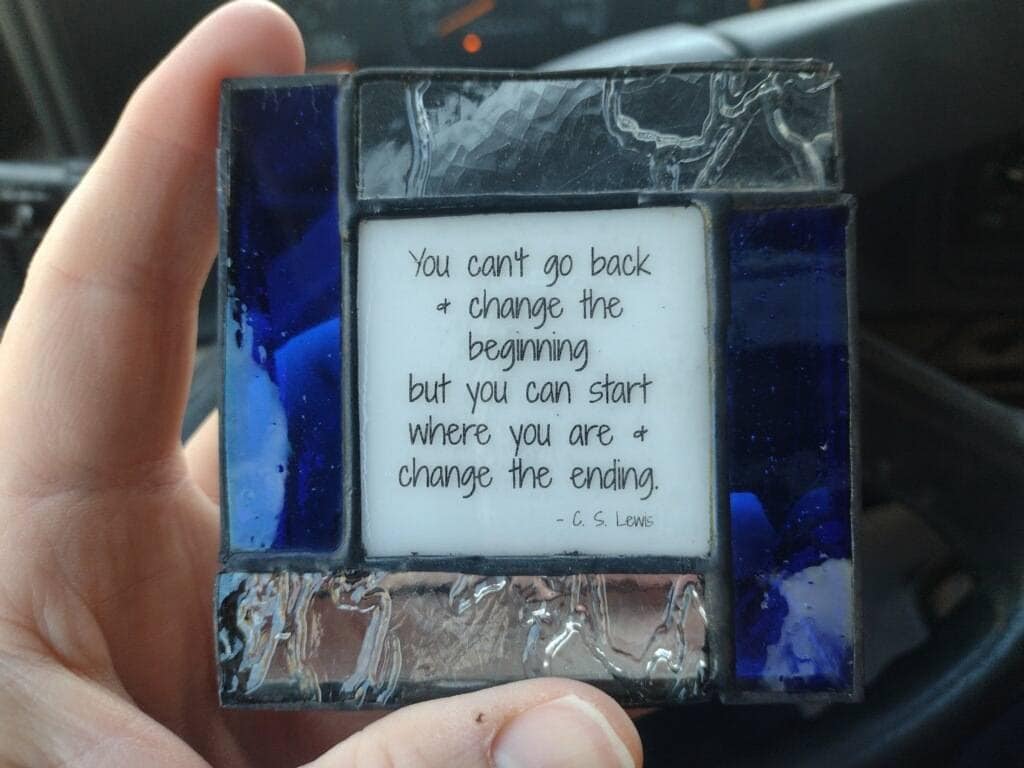 You can't go back
& change the
beginning
but you can start
where you are &
change the ending.
- C. S. Lewis